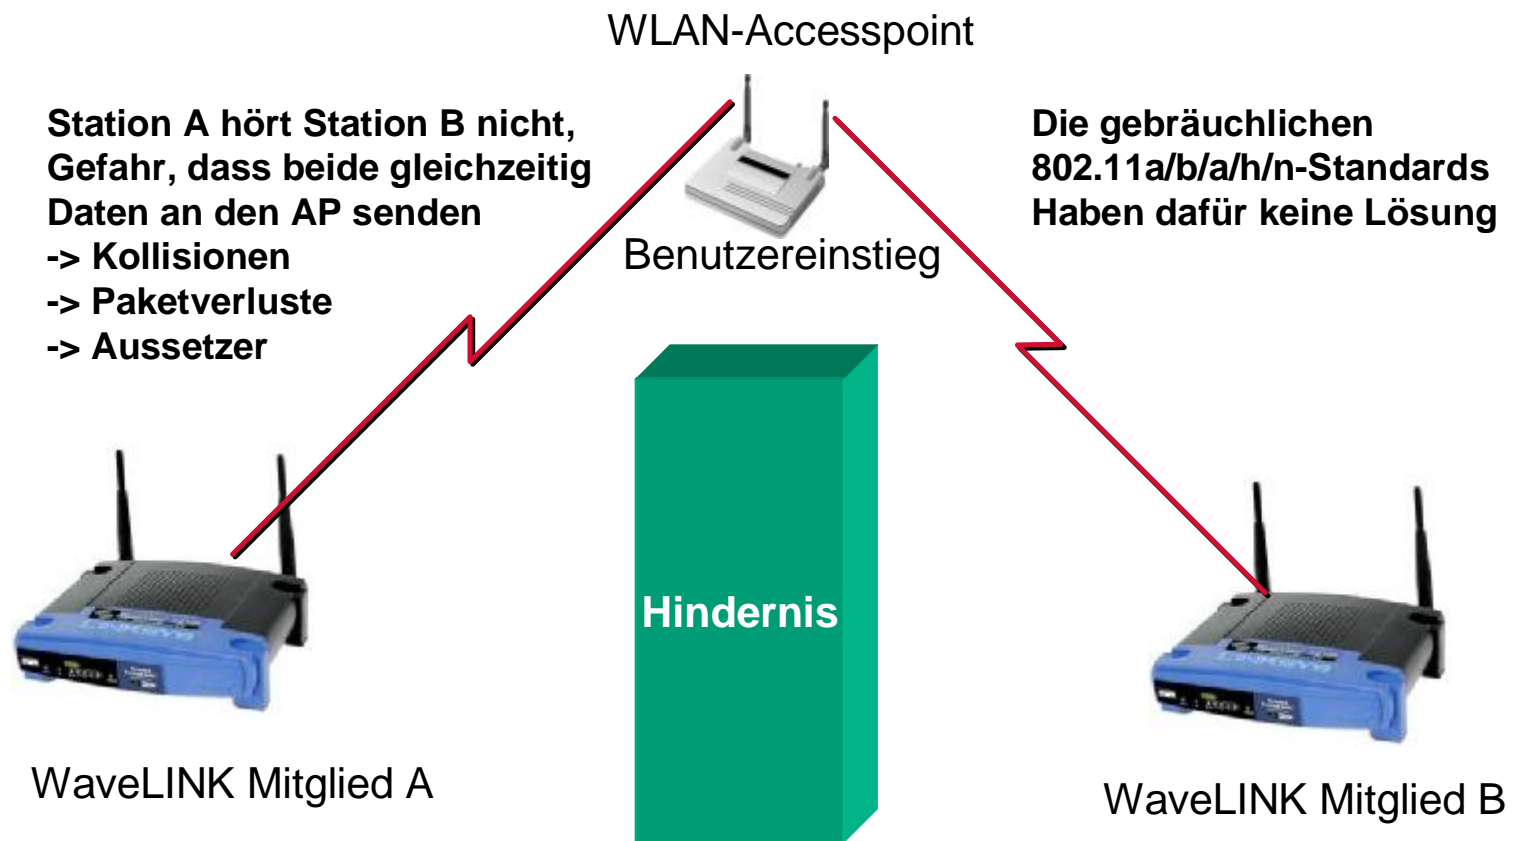 WLAN-Accesspoint
Station A hört Station B nicht,
Gefahr, dass beide gleichzeitig
Daten an den AP senden
-> Kollisionen
-> Paketverluste
-> Aussetzer
Die gebräuchlichen
802.11a/b/a/h/n-Standards
Haben dafür keine Lösung
Benutzereinstieg
Hindernis
WaveLINK Mitglied A
WaveLINK Mitglied B